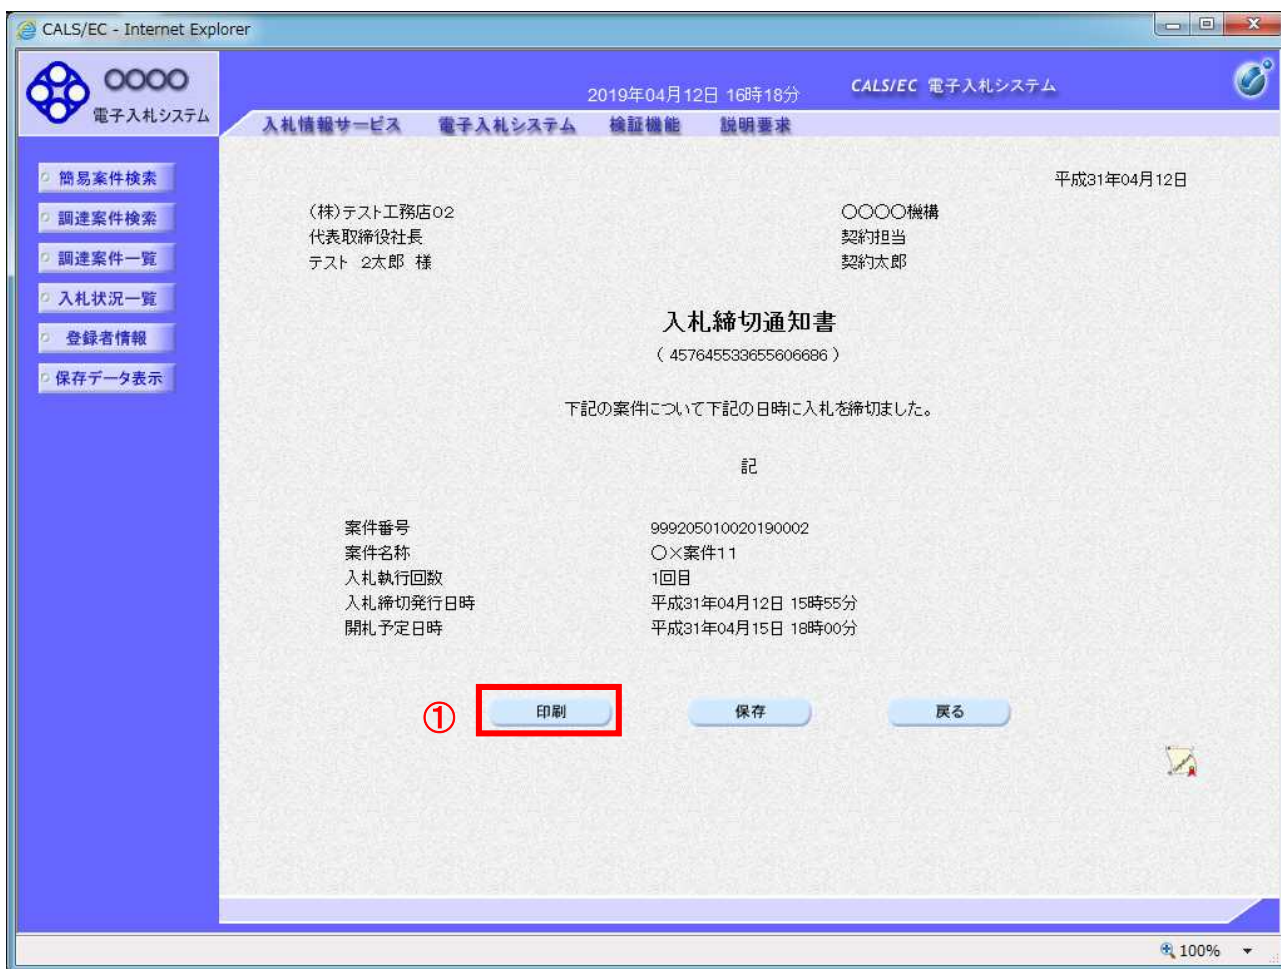 CALS/EC - Internet Explorer
OOOO
電子入札システム
2019年04月12日 16時18分
CALS/EC 電子入札システム
入札情報サービス 電子入札システム 検証機能 説明要求
簡易案件検索
調達案件検索
調達案件一覧
入札状況一覧
登録者情報
保存データ表示
平成31年04月12日
(株)テスト工務店02
代表取締役社長
テスト 2太郎 様
〇〇〇〇機構
契約担当
契約太郎
入札締切通知書
( 457645533655606686 )
下記の案件について下記の日時に入札を締切ました。
記
案件番号 999205010020190002
案件名称 〇×案件11
入札執行回数 1回目
入札締切発行日時 平成31年04月12日 15時55分
開札予定日時 平成31年04月15日 18時00分
① 印刷 保存 戻る
100%